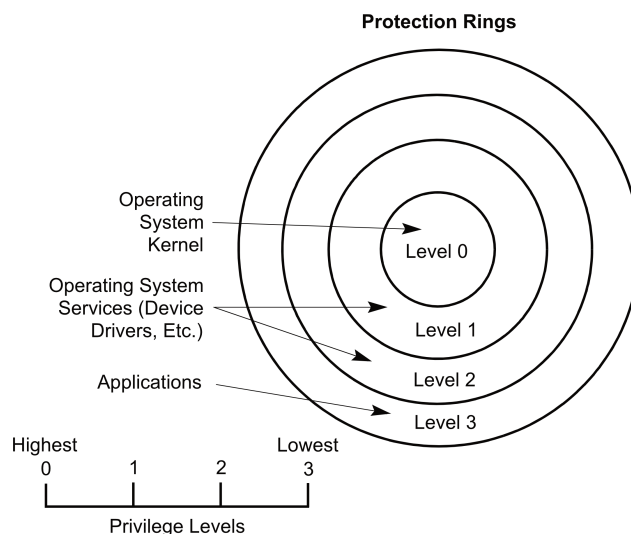 Protection Rings
Operating
System
Kernel
Level 0
Operating System
Services (Device
Drivers, Etc.)
Level 1
Level 2
Applications
Level 3
Highest
Lowest
0
1
2
3
Privilege Levels